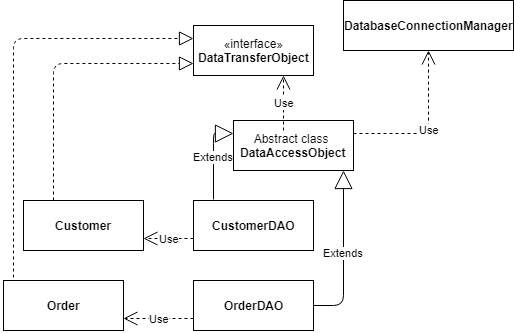 DatabaseConnectionManager
«interface»
DataTransferObject
Use
Use
Abstract class
DataAccessObject
Extends
Customer
Use
CustomerDAO
Extends
Order
Use
OrderDAO